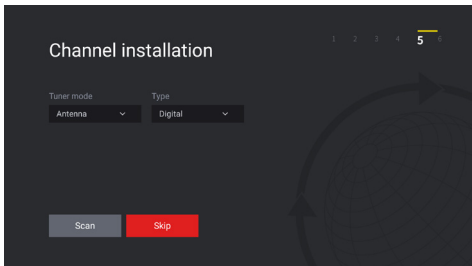 1 2 3 4 5 6
Channel installation
Tuner mode Type
Antenna Digital
Scan Skip